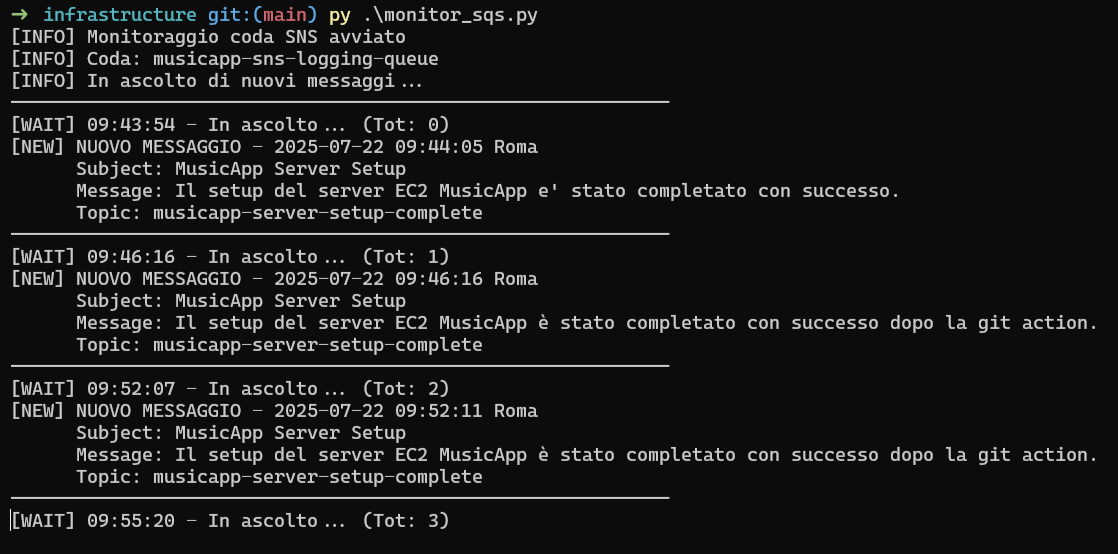 ➜ infrastructure git:(main) py .\monitor_sqs.py
[INFO] Monitoraggio coda SNS avviato
[INFO] Coda: musicapp-sns-logging-queue
[INFO] In ascolto di nuovi messaggi...
[WAIT] 09:43:54 - In ascolto... (Tot: 0)
[NEW] NUOVO MESSAGGIO - 2025-07-22 09:44:05 Roma
Subject: MusicApp Server Setup
Message: Il setup del server EC2 MusicApp e' stato completato con successo.
Topic: musicapp-server-setup-complete
[WAIT] 09:46:16 - In ascolto... (Tot: 1)
[NEW] NUOVO MESSAGGIO - 2025-07-22 09:46:16 Roma
Subject: MusicApp Server Setup
Message: Il setup del server EC2 MusicApp è stato completato con successo dopo la git action.
Topic: musicapp-server-setup-complete
[WAIT] 09:52:07 - In ascolto... (Tot: 2)
[NEW] NUOVO MESSAGGIO - 2025-07-22 09:52:11 Roma
Subject: MusicApp Server Setup
Message: Il setup del server EC2 MusicApp è stato completato con successo dopo la git action.
Topic: musicapp-server-setup-complete
[WAIT] 09:55:20 - In ascolto... (Tot: 3)